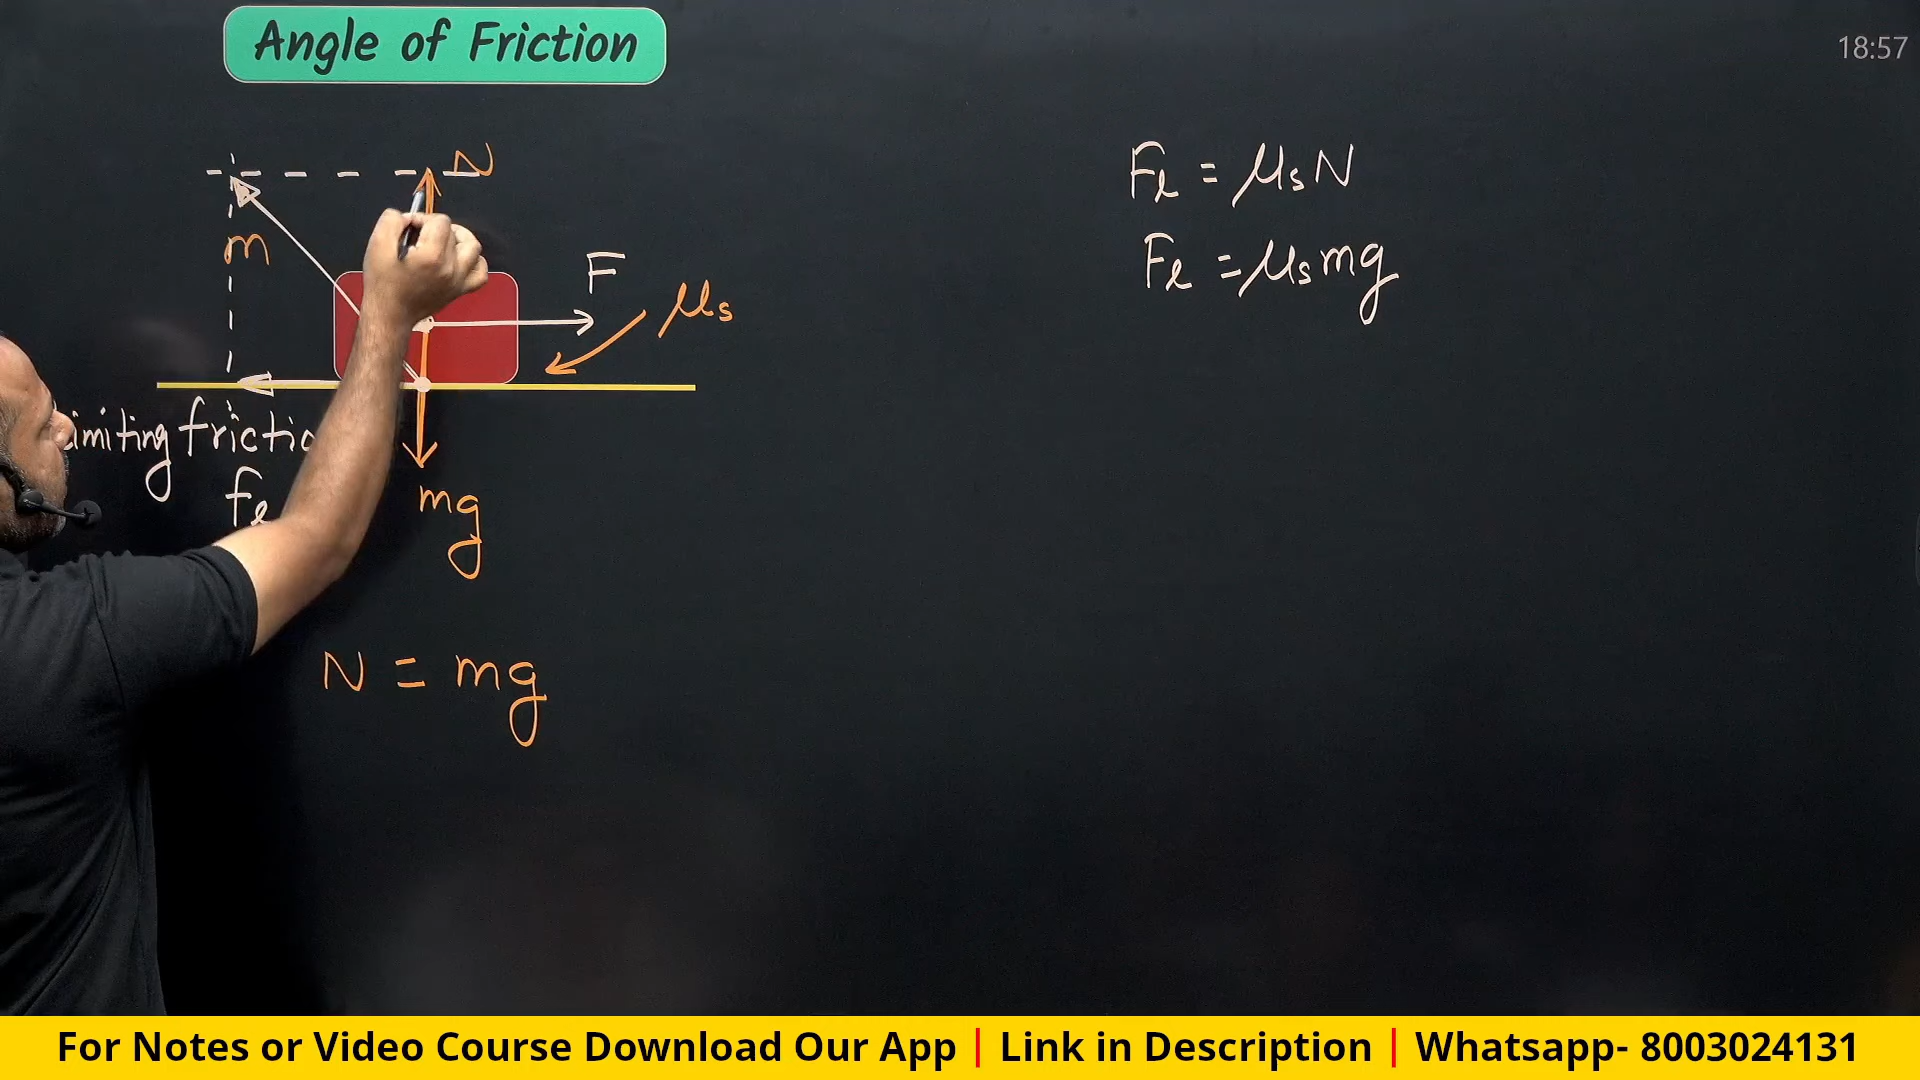 Angle of Friction
18:57
N
m
F
μs
imiting frictio
fℓ
mg
N = mg
Fℓ = μsN
Fℓ = μsmg
For Notes or Video Course Download Our App | Link in Description | Whatsapp- 8003024131